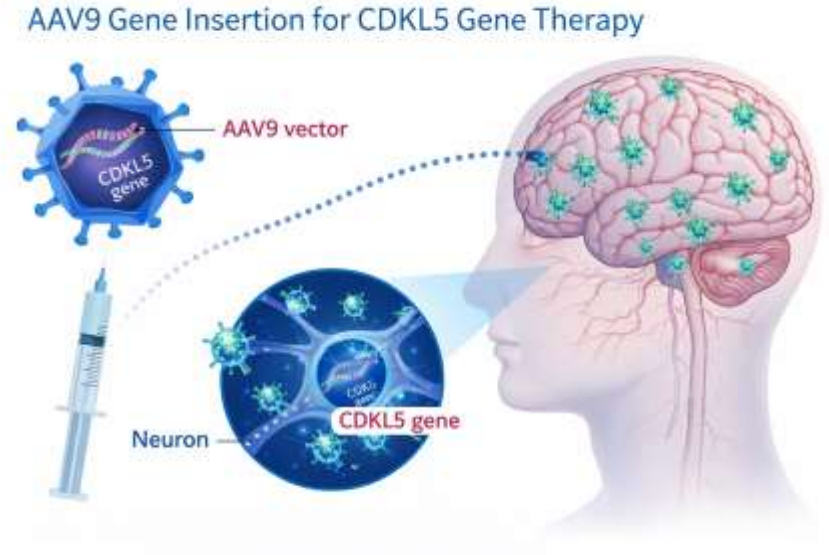 AAV9 Gene Insertion for CDKL5 Gene Therapy
AAV9 vector
CDKL5
gene
CDKL5 gene
Neuron